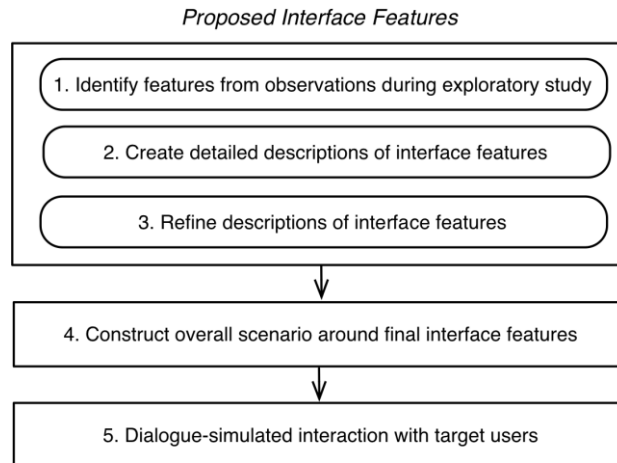 Proposed Interface Features
1. Identify features from observations during exploratory study
2. Create detailed descriptions of interface features
3. Refine descriptions of interface features
4. Construct overall scenario around final interface features
5. Dialogue-simulated interaction with target users